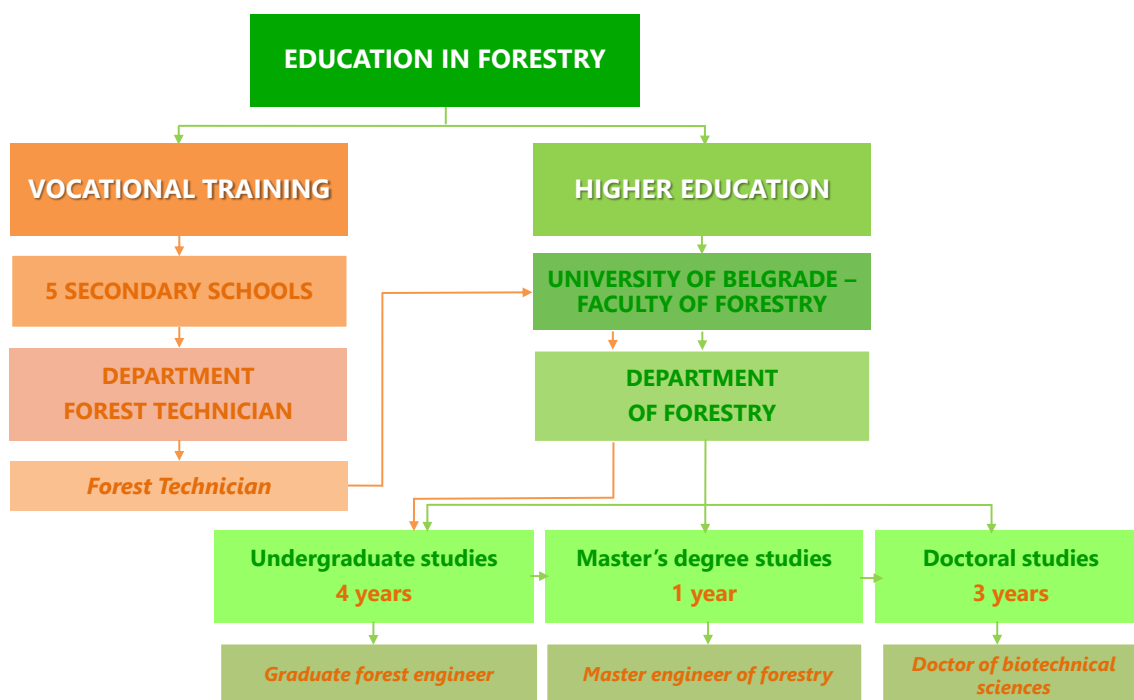 EDUCATION IN FORESTRY
VOCATIONAL TRAINING
HIGHER EDUCATION
5 SECONDARY SCHOOLS
UNIVERSITY OF BELGRADE –
FACULTY OF FORESTRY
DEPARTMENT
FOREST TECHNICIAN
DEPARTMENT
OF FORESTRY
Forest Technician
Undergraduate studies
4 years
Master’s degree studies
1 year
Doctoral studies
3 years
Graduate forest engineer
Master engineer of forestry
Doctor of biotechnical
sciences